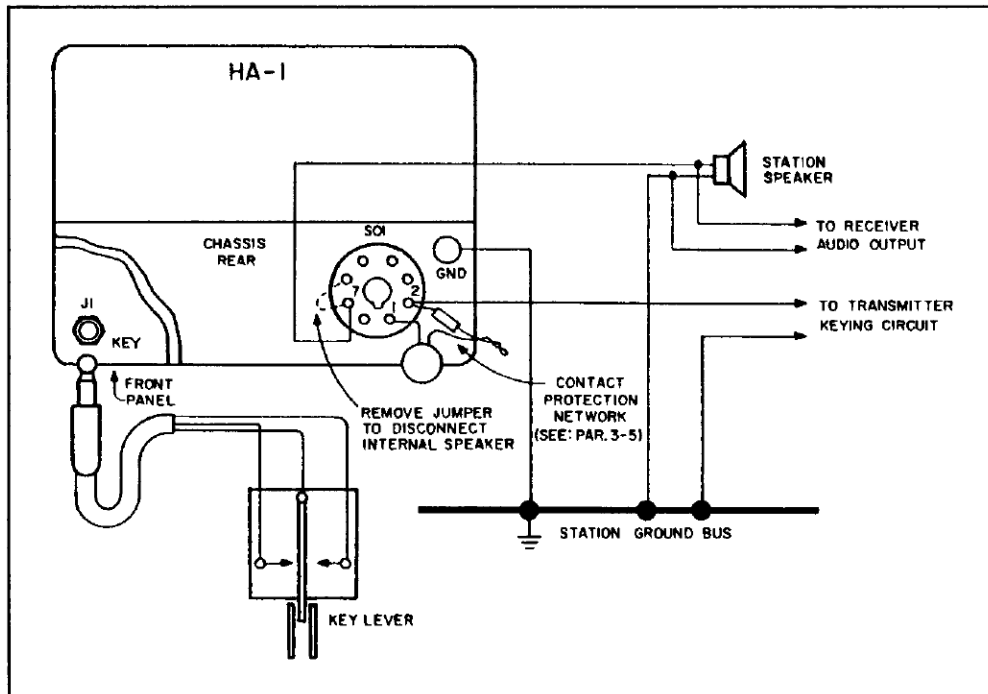 HA-1
STATION
SPEAKER
SO1
CHASSIS
REAR
GND
TO RECEIVER
AUDIO OUTPUT
7
2
1
J1
KEY
TO TRANSMITTER
KEYING CIRCUIT
FRONT
PANEL
REMOVE JUMPER
TO DISCONNECT
INTERNAL SPEAKER
CONTACT
PROTECTION
NETWORK
(SEE: PAR. 3-5)
STATION GROUND BUS
KEY LEVER